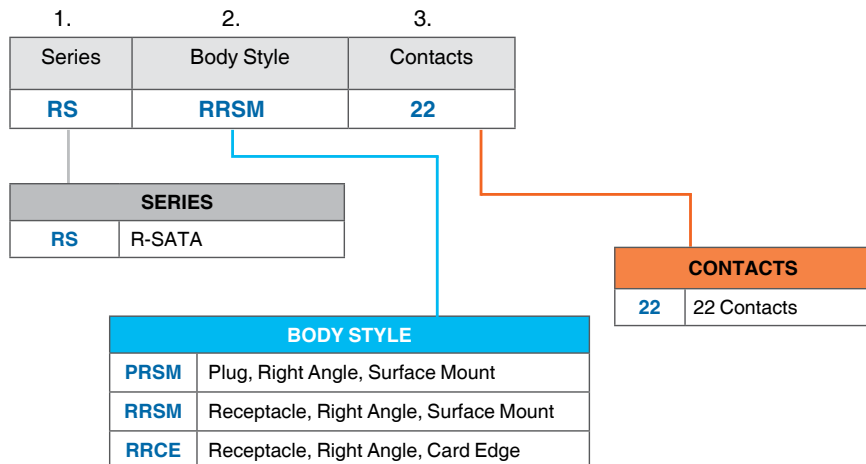 1. 2. 3.
Series Body Style Contacts
RS RRSM 22
SERIES
RS R-SATA
CONTACTS
22 22 Contacts
BODY STYLE
PRSM Plug, Right Angle, Surface Mount
RRSM Receptacle, Right Angle, Surface Mount
RRCE Receptacle, Right Angle, Card Edge